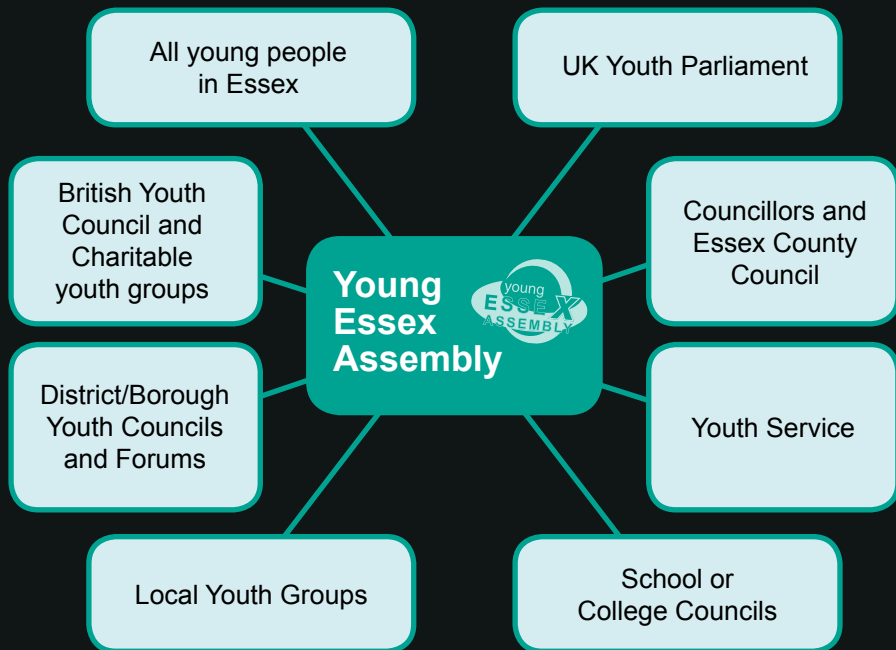 All young people
in Essex
UK Youth Parliament
British Youth
Council and
Charitable
youth groups
Councillors and
Essex County
Council
Young
Essex
Assembly
young
ESSEX
ASSEMBLY
District/Borough
Youth Councils
and Forums
Youth Service
Local Youth Groups
School or
College Councils